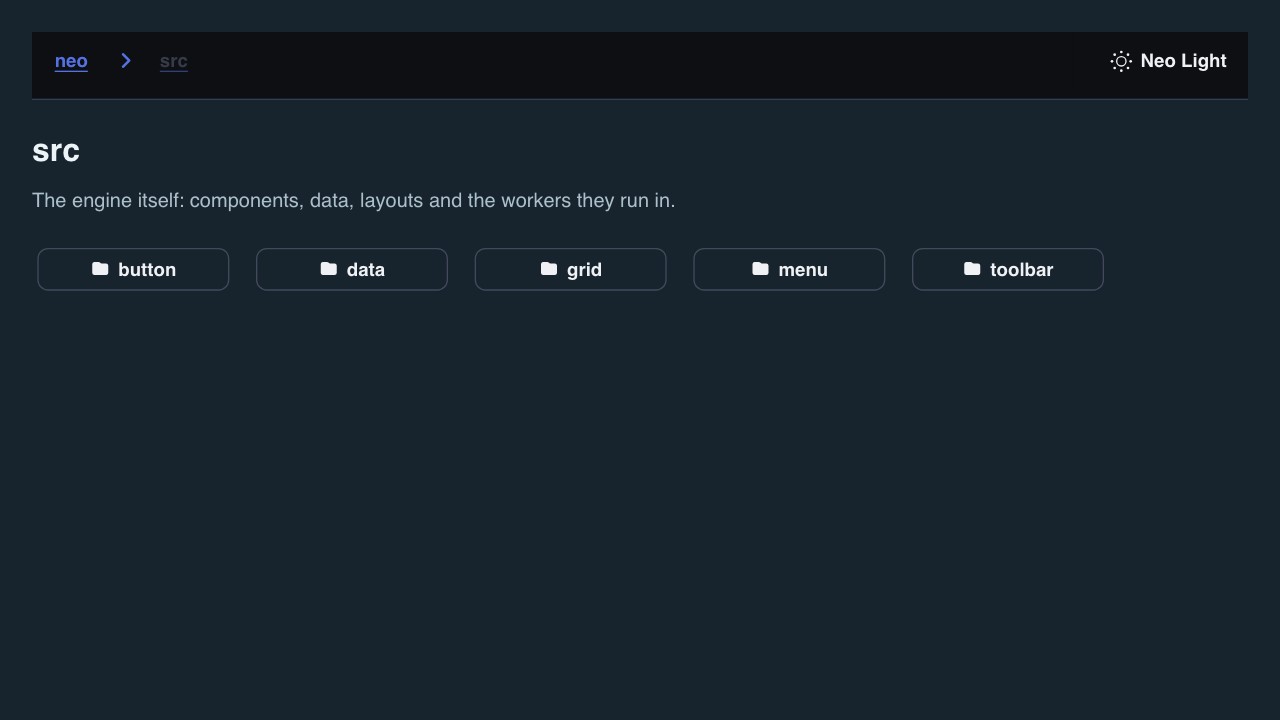 neo src Neo Light
src
The engine itself: components, data, layouts and the workers they run in.
button data grid menu toolbar